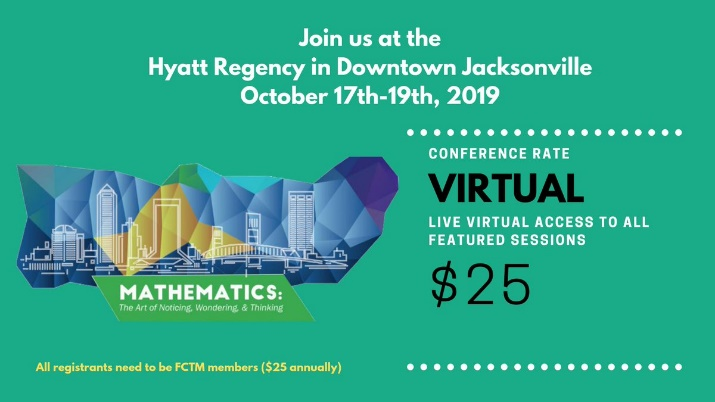 Join us at the
Hyatt Regency in Downtown Jacksonville
October 17th-19th, 2019
CONFERENCE RATE
VIRTUAL
LIVE VIRTUAL ACCESS TO ALL
FEATURED SESSIONS
$25
MATHEMATICS:
The Art of Noticing, Wondering, & Thinking
All registrants need to be FCTM members ($25 annually)